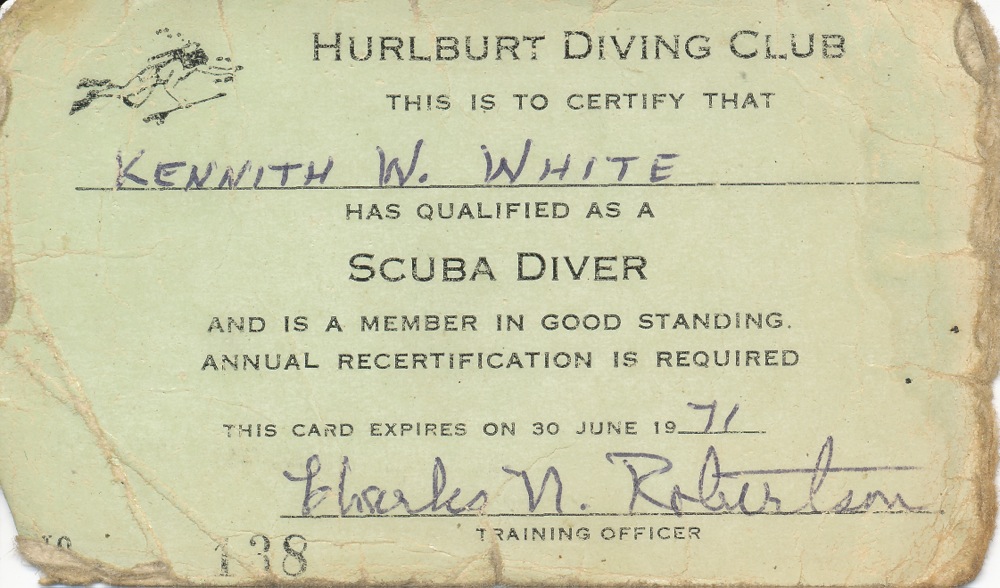 HURLBURT DIVING CLUB
THIS IS TO CERTIFY THAT
KENNITH W. WHITE
HAS QUALIFIED AS A
SCUBA DIVER
AND IS A MEMBER IN GOOD STANDING.
ANNUAL RECERTIFICATION IS REQUIRED
THIS CARD EXPIRES ON 30 JUNE 1971
Charles N. Robertson
TRAINING OFFICER
138